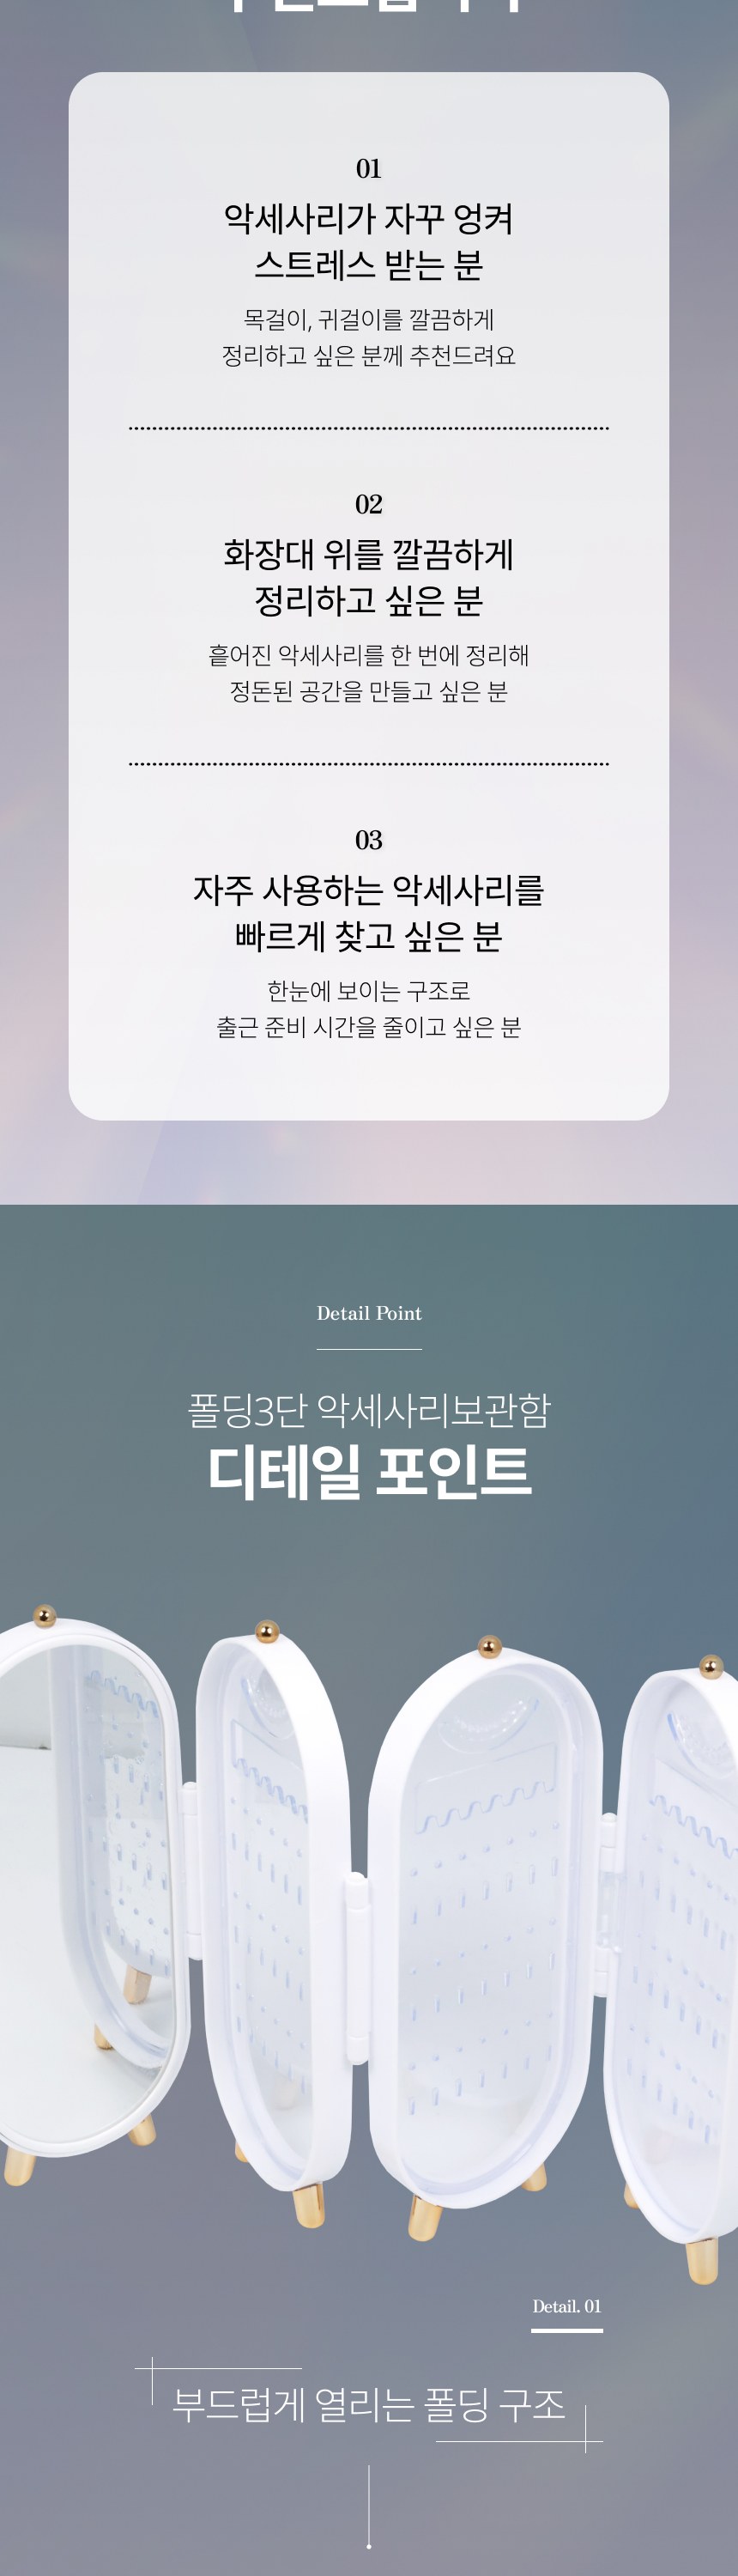 01
악세사리가 자꾸 엉켜
스트레스 받는 분
목걸이, 귀걸이를 깔끔하게
정리하고 싶은 분께 추천드려요
02
화장대 위를 깔끔하게
정리하고 싶은 분
흩어진 악세사리를 한 번에 정리해
정돈된 공간을 만들고 싶은 분
03
자주 사용하는 악세사리를
빠르게 찾고 싶은 분
한눈에 보이는 구조로
출근 준비 시간을 줄이고 싶은 분
Detail Point
폴딩3단 악세사리보관함
디테일 포인트
Detail. 01
부드럽게 열리는 폴딩 구조